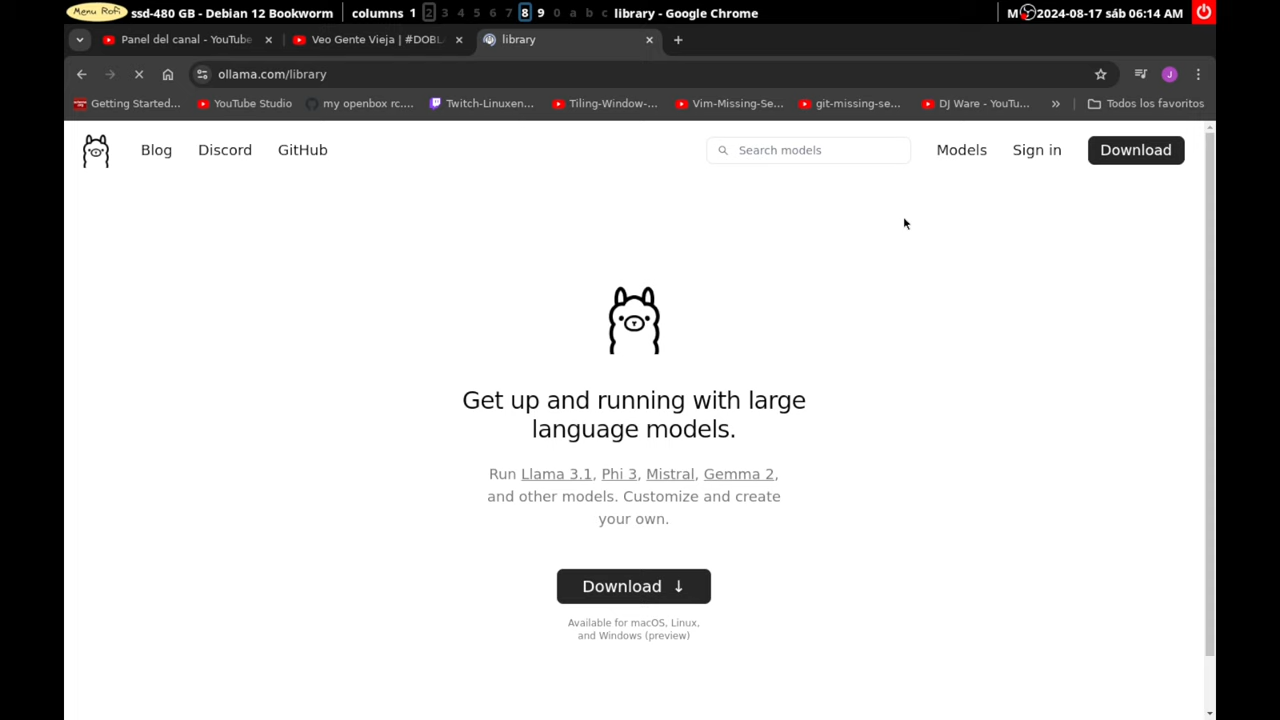 Menu Rofi ssd-480 GB - Debian 12 Bookworm columns 1 2 3 4 5 6 7 8 9 0 a b c library - Google Chrome 2024-08-17 sáb 06:14 AM
Panel del canal - YouTube Veo Gente Vieja | #DOBL library
ollama.com/library J
Getting Started... YouTube Studio my openbox rc.... Twitch-Linuxen... Tiling-Window-... Vim-Missing-Se... git-missing-se... DJ Ware - YouTu... Todos los favoritos
Blog Discord GitHub Search models Models Sign in Download
Get up and running with large
language models.
Run Llama 3.1, Phi 3, Mistral, Gemma 2,
and other models. Customize and create
your own.
Download ↓
Available for macOS, Linux,
and Windows (preview)